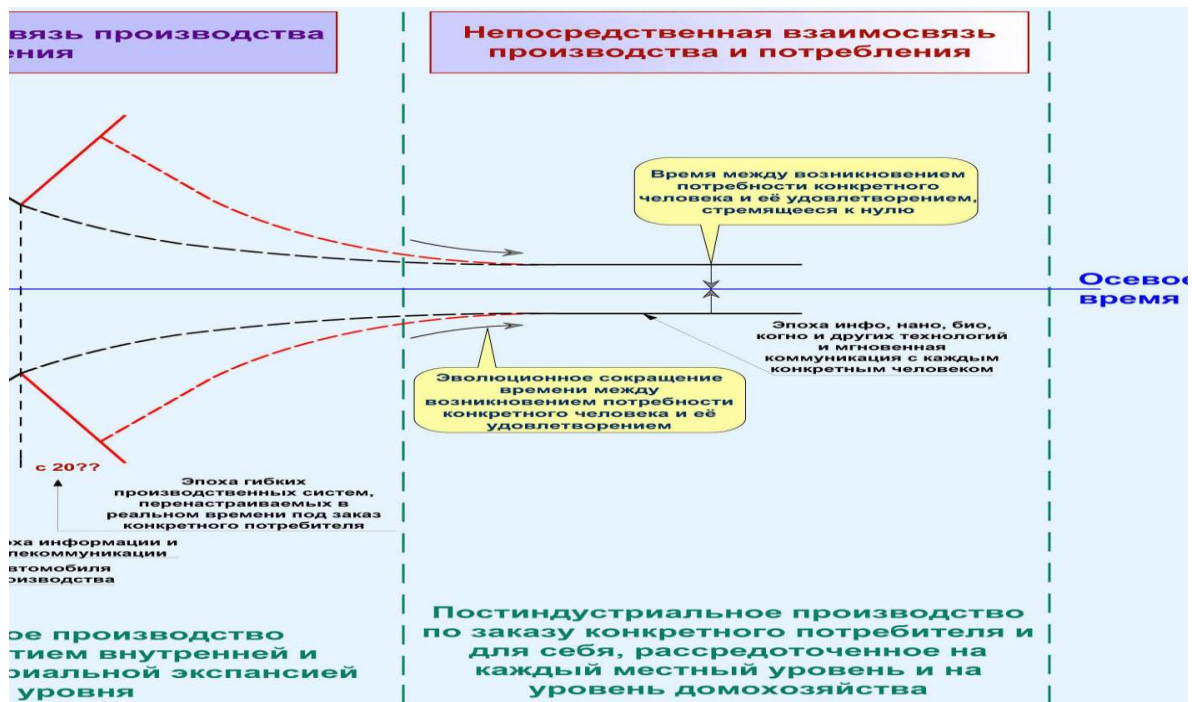 вязь производства
ения
Непосредственная взаимосвязь
производства и потребления
Время между возникновением
потребности конкретного
человека и её удовлетворением,
стремящееся к нулю
Осевое
время
Эпоха инфо, нано, био,
когно и других технологий
и мгновенная
коммуникация с каждым
конкретным человеком
Эволюционное сокращение
времени между
возникновением потребности
конкретного человека и её
удовлетворением
с 20??
Эпоха гибких
производственных систем,
перенастраиваемых в
реальном времени под заказ
конкретного потребителя
оха информации и
лекоммуникации
втомобиля
оизводства
ое производство
тием внутренней и
риальной экспансией
уровня
Постиндустриальное производство
по заказу конкретного потребителя и
для себя, рассредоточенное на
каждый местный уровень и на
уровень домохозяйства